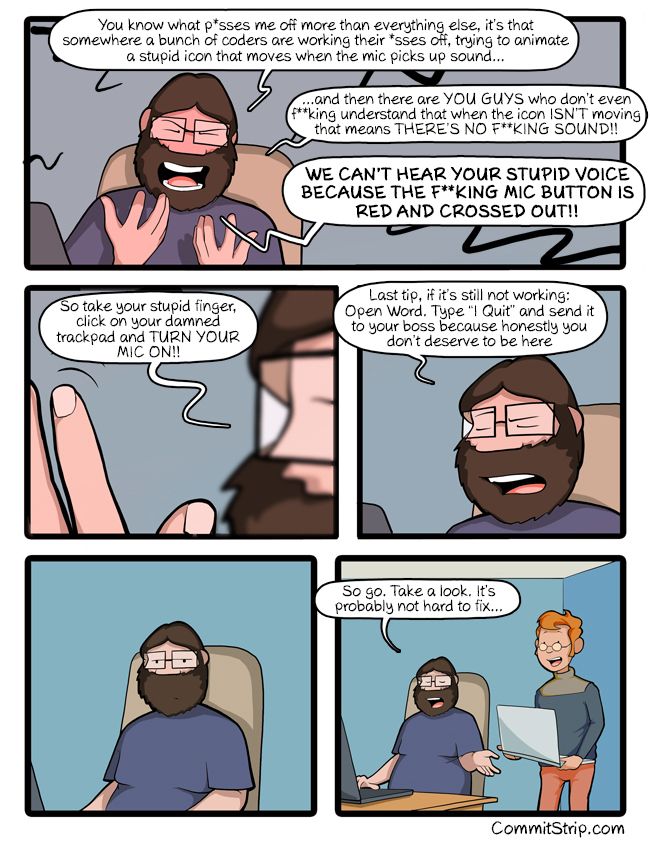 You know what p*sses me off more than everything else, it's that
somewhere a bunch of coders are working their *sses off, trying to animate
a stupid icon that moves when the mic picks up sound...
...and then there are YOU GUYS who don't even
f**king understand that when the icon ISN'T moving
that means THERE'S NO F**KING SOUND!!
WE CAN'T HEAR YOUR STUPID VOICE
BECAUSE THE F**KING MIC BUTTON IS
RED AND CROSSED OUT!!
So take your stupid finger,
click on your damned
trackpad and TURN YOUR
MIC ON!!
Last tip, if it's still not working:
Open Word. Type "I Quit" and send it
to your boss because honestly you
don't deserve to be here
So go. Take a look. It's
probably not hard to fix...
CommitStrip.com